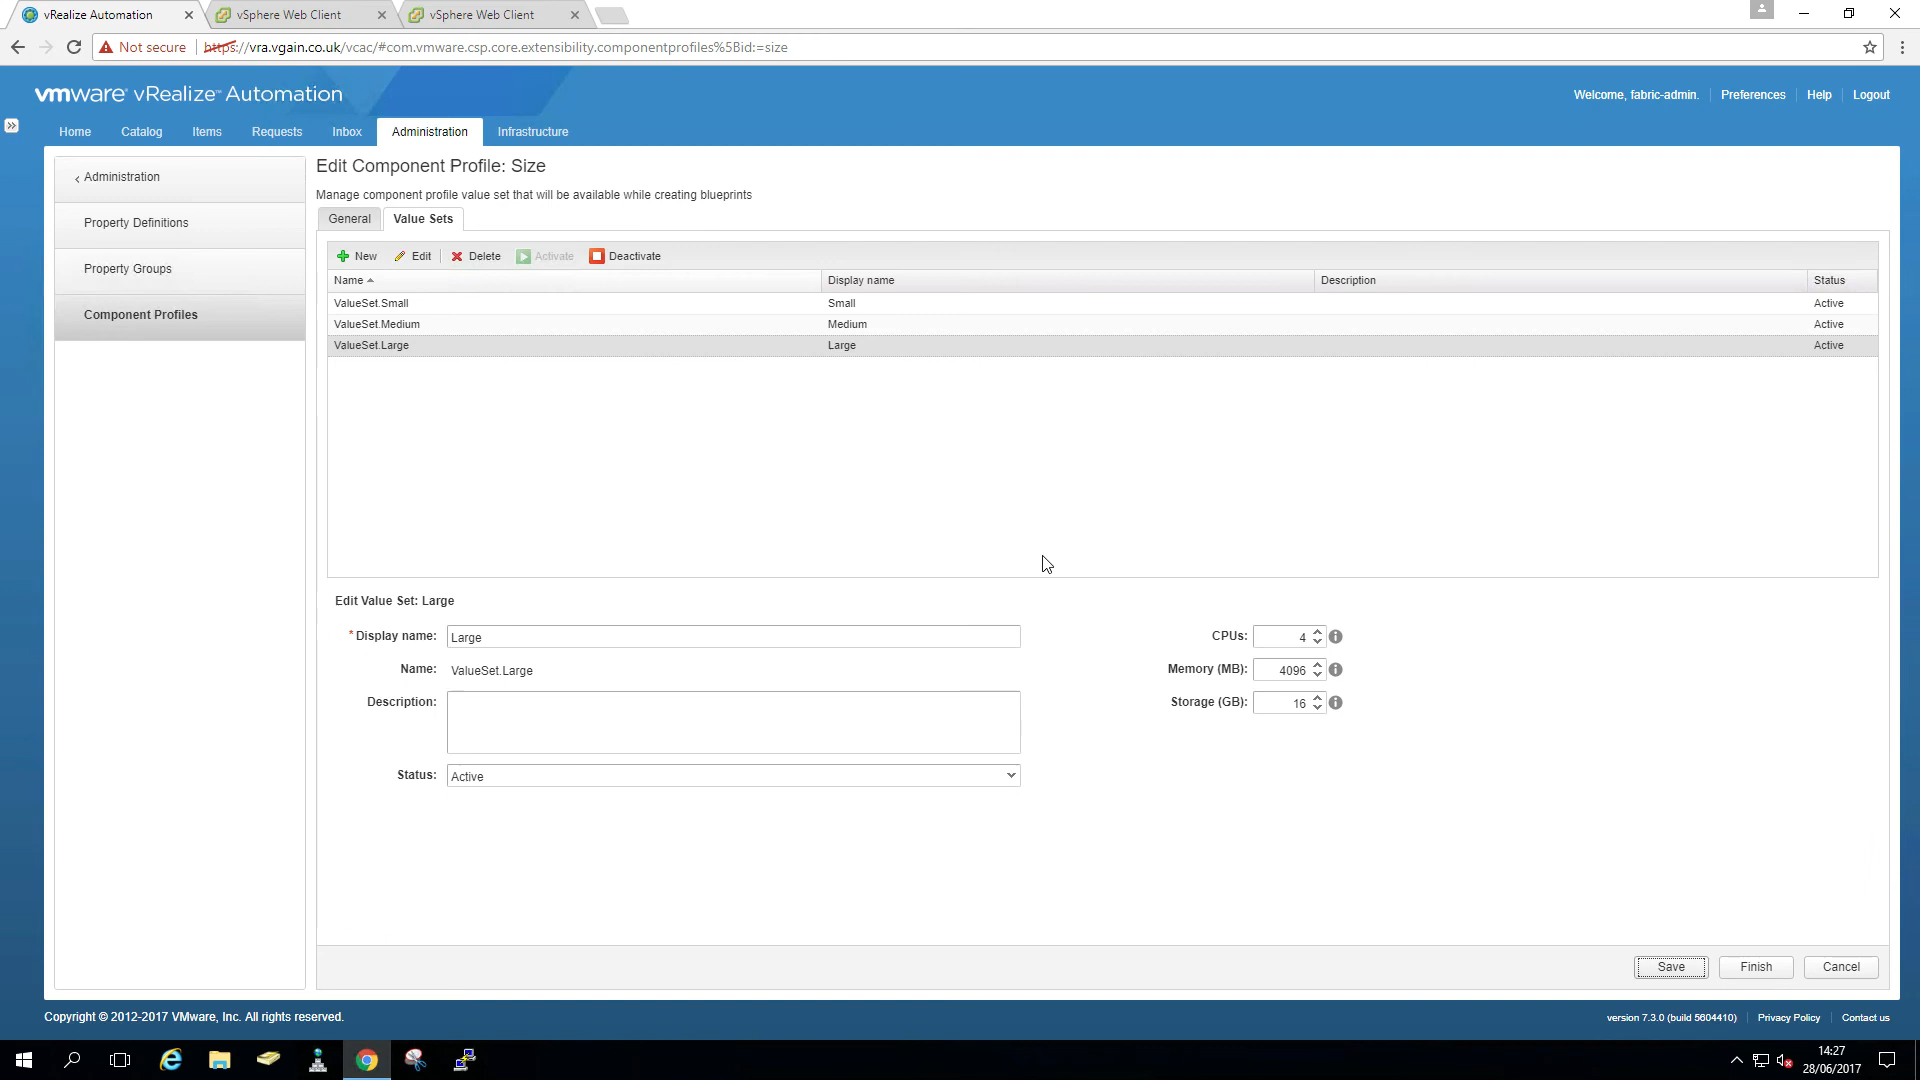 vRealize Automation
vSphere Web Client
vSphere Web Client
Not secure
https://vra.vgain.co.uk/vcac/#com.vmware.csp.core.extensibility.componentprofiles%5Bid:=size
vmware® vRealize™ Automation
Welcome, fabric-admin.
Preferences
Help
Logout
Home
Catalog
Items
Requests
Inbox
Administration
Infrastructure
‹ Administration
Property Definitions
Property Groups
Component Profiles
Edit Component Profile: Size
Manage component profile value set that will be available while creating blueprints
General
Value Sets
New
Edit
Delete
Activate
Deactivate
Name
Display name
Description
Status
ValueSet.Small
Small
Active
ValueSet.Medium
Medium
Active
ValueSet.Large
Large
Active
Edit Value Set: Large
*Display name:
Large
Name:
ValueSet.Large
Description:
Status:
Active
CPUs:
4
Memory (MB):
4096
Storage (GB):
16
Save
Finish
Cancel
Copyright © 2012-2017 VMware, Inc. All rights reserved.
version 7.3.0 (build 5604410)
Privacy Policy
Contact us
14:27
28/06/2017